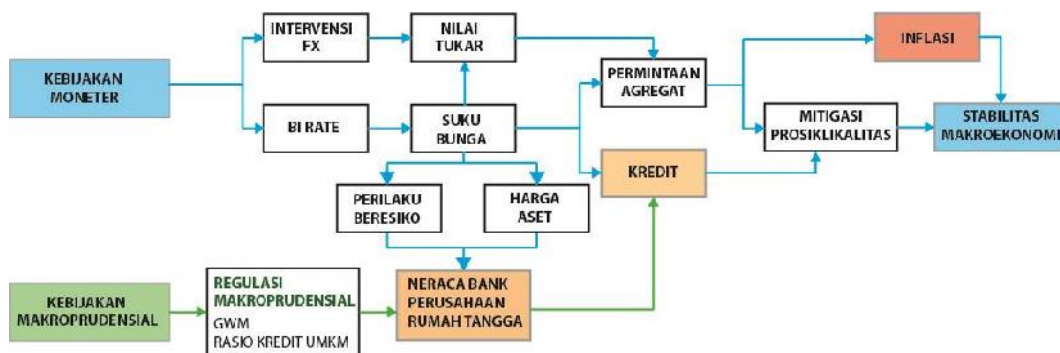 INTERVENSI
FX
NILAI
TUKAR
INFLASI
KEBIJAKAN
MONETER
PERMINTAAN
AGREGAT
BI RATE
SUKU
BUNGA
MITIGASI
PROSIKLIKALITAS
STABILITAS
MAKROEKONOMI
KREDIT
PERILAKU
BERESIKO
HARGA
ASET
KEBIJAKAN
MAKROPRUDENSIAL
REGULASI
MAKROPRUDENSIAL
GWM
RASIO KREDIT UMKM
NERACA BANK
PERUSAHAAN
RUMAH TANGGA